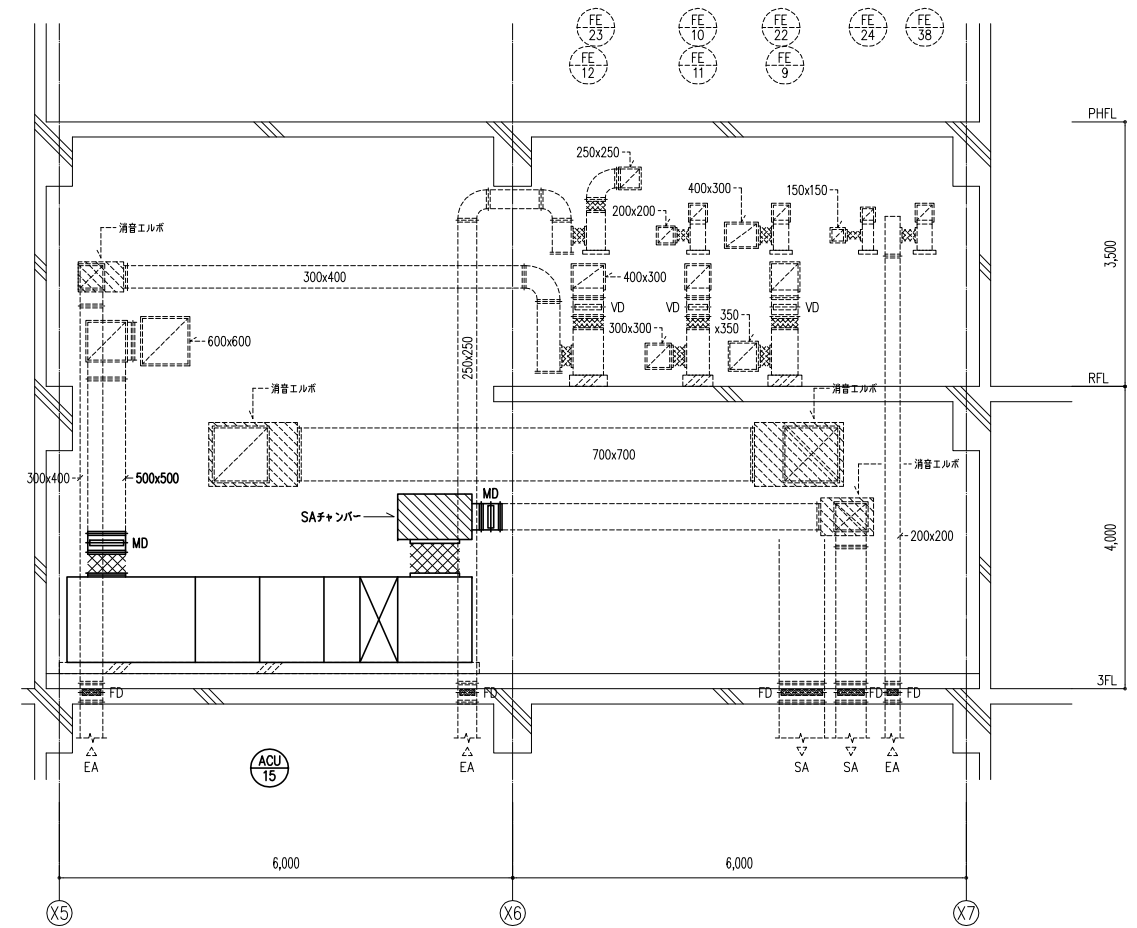 FE
23
FE
10
FE
22
FE
24
FE
38
FE
12
FE
11
FE
9
PHFL
250x250
400x300
150x150
200x200
消音エルボ
3,500
300x400
400x300
VD
VD
VD
300x300
350
x350
600x600
250x250
RFL
消音エルボ
消音エルボ
700x700
消音エルボ
300x400
500x500
MD
SAチャンバー
MD
200x200
4,000
3FL
FD
FD
FD
FD
FD
EA
EA
SA
SA
EA
ACU
15
6,000
6,000
X5
X6
X7